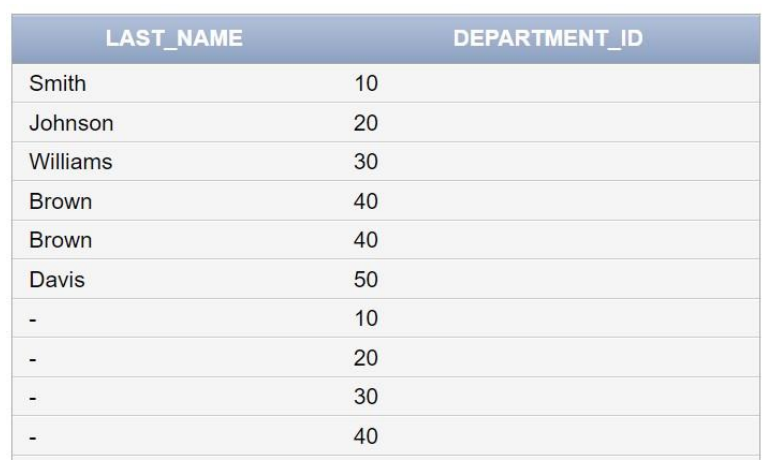 LAST_NAME DEPARTMENT_ID
Smith 10
Johnson 20
Williams 30
Brown 40
Brown 40
Davis 50
- 10
- 20
- 30
- 40